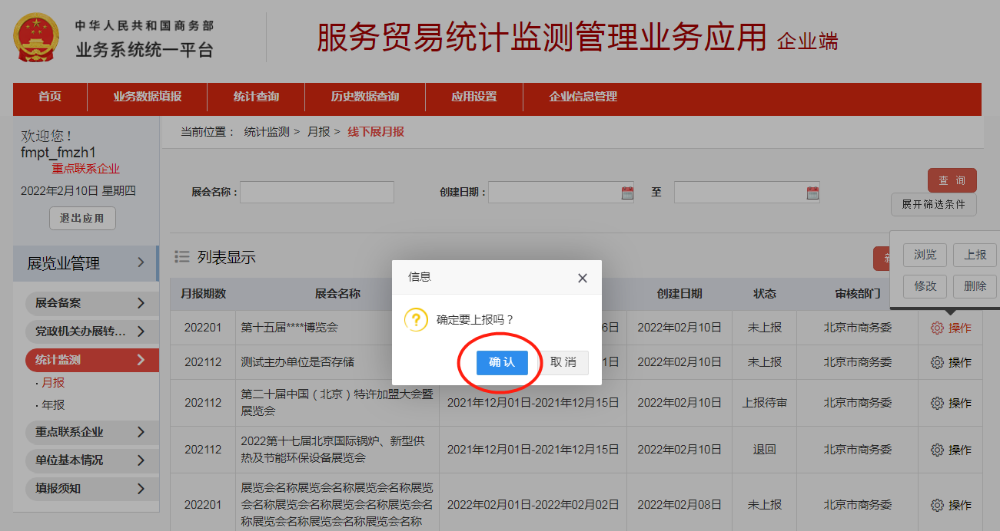 中华人民共和国商务部
业务系统统一平台
服务贸易统计监测管理业务应用 企业端
首页 业务数据填报 统计查询 历史数据查询 应用设置 企业信息管理
欢迎您！
fmpt_fmzh1
重点联系企业
2022年2月10日 星期四
退出应用
展览业管理
展会备案
党政机关办展转...
统计监测
· 月报
· 年报
重点联系企业
单位基本情况
填报须知
当前位置： 统计监测 > 月报 > 线下展月报
展会名称： 创建日期： 至 查 询
展开筛选条件
列表显示
浏览 上报
修改 删除
信息
确定要上报吗？
确 认 取 消
月报期数 展会名称 创建日期 状态 审核部门
202201 第十五届****博览会 6日 2022年02月10日 未上报 北京市商务委 操作
202112 测试主办单位是否存储 1日 2022年02月10日 未上报 北京市商务委 操作
202112 第二十届中国（北京）特许加盟大会暨
展览会 2021年12月01日-2021年12月15日 2022年02月10日 上报待审 北京市商务委 操作
202112 2022第十七届北京国际锅炉、新型供
热及节能环保设备展览会 2021年12月01日-2021年12月15日 2022年02月10日 退回 北京市商务委 操作
202201 展览会名称展览会名称展览会名称展览
会名称展览会名称展览会名称展览会名
称展览会名称展览会名称展览会名称 2022年02月01日-2022年02月02日 2022年02月08日 未上报 北京市商务委 操作